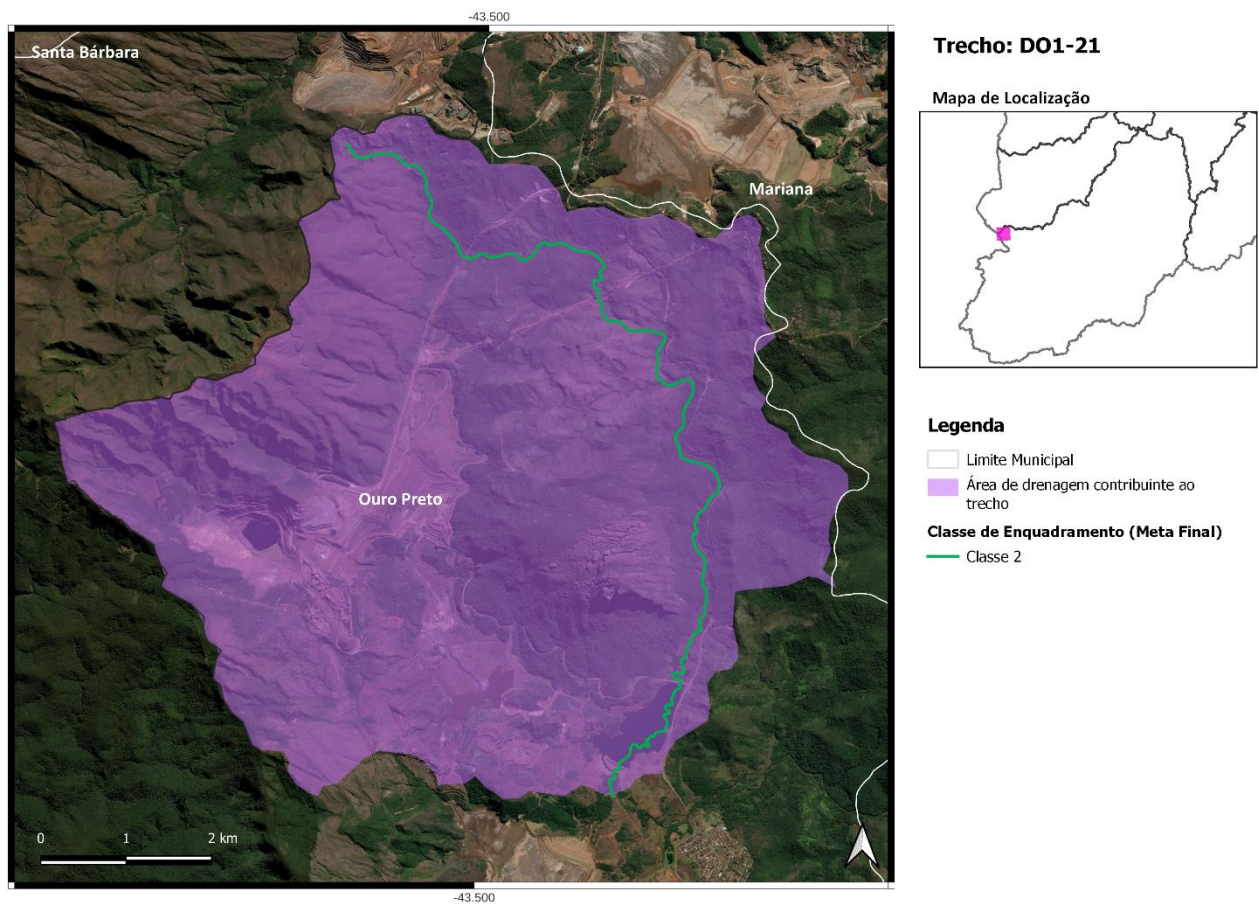 -43.500
Santa Bárbara
Mariana
Ouro Preto
0 1 2 km
-43.500
Trecho: DO1-21
Mapa de Localização
Legenda
Limite Municipal
Área de drenagem contribuinte ao
trecho
Classe de Enquadramento (Meta Final)
Classe 2